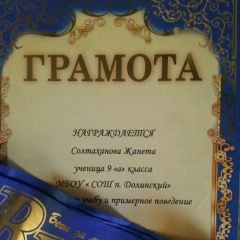 ГРАМОТА
НАГРАЖДАЕТСЯ
Солтаханова Жанета
ученица 9 «а» класса
МБОУ « СОШ п. Долинский»
учебу и примерное поведение